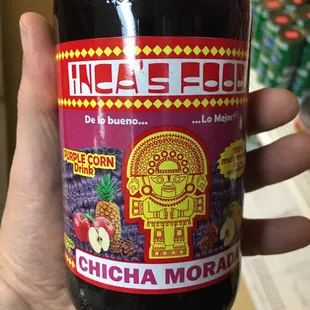 INCA'S FOOD
De lo bueno...
...Lo Mejor!
PURPLE CORN
Drink
CHICHA MORADA